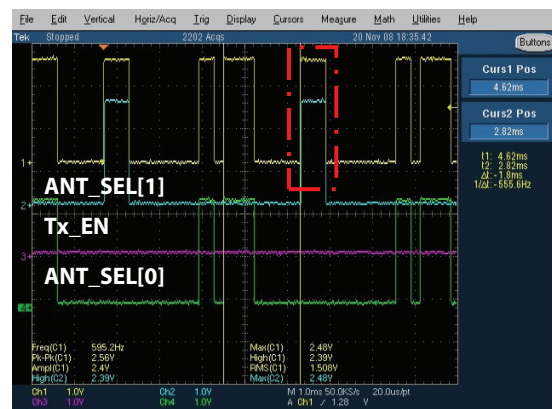 File Edit Vertical Horiz/Acq Trig Display Cursors Measure Math Utilities Help
Tek Stopped 2202 Acqs 20 Nov 08 18:35:42
Buttons
Curs1 Pos
4.62ms
Curs2 Pos
2.82ms
t1: 4.62ms
t2: 2.82ms
Δt: -1.8ms
1/Δt: -555.6Hz
1
ANT_SEL[1]
2
Tx_EN
3
ANT_SEL[0]
4
Freq(C1) 595.2Hz Max(C1) 2.48V
Pk-Pk(C1) 2.56V High(C1) 2.39V
Ampl(C1) 2.4V RMS(C1) 1.508V
High(C2) 2.39V Max(C2) 2.48V
Ch1 1.0V Ch2 1.0V M 1.0ms 50.0KS/s 20.0us/pt
Ch3 1.0V Ch4 1.0V A Ch1 / 1.28 V